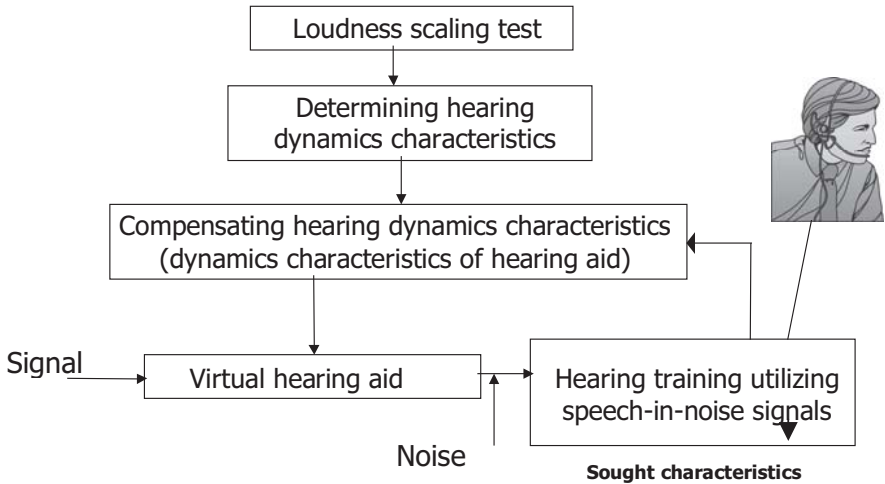 Loudness scaling test
Determining hearing
dynamics characteristics
Compensating hearing dynamics characteristics
(dynamics characteristics of hearing aid)
Signal
Virtual hearing aid
Hearing training utilizing
speech-in-noise signals
Noise
Sought characteristics